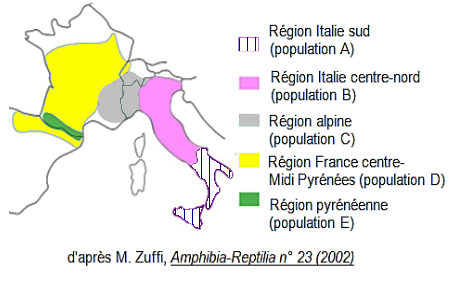 Région Italie sud
(population A)
Région Italie centre-nord
(population B)
Région alpine
(population C)
Région France centre-
Midi Pyrénées (population D)
Région pyrénéenne
(population E)
d'après M. Zuffi, Amphibia-Reptilia n° 23 (2002)